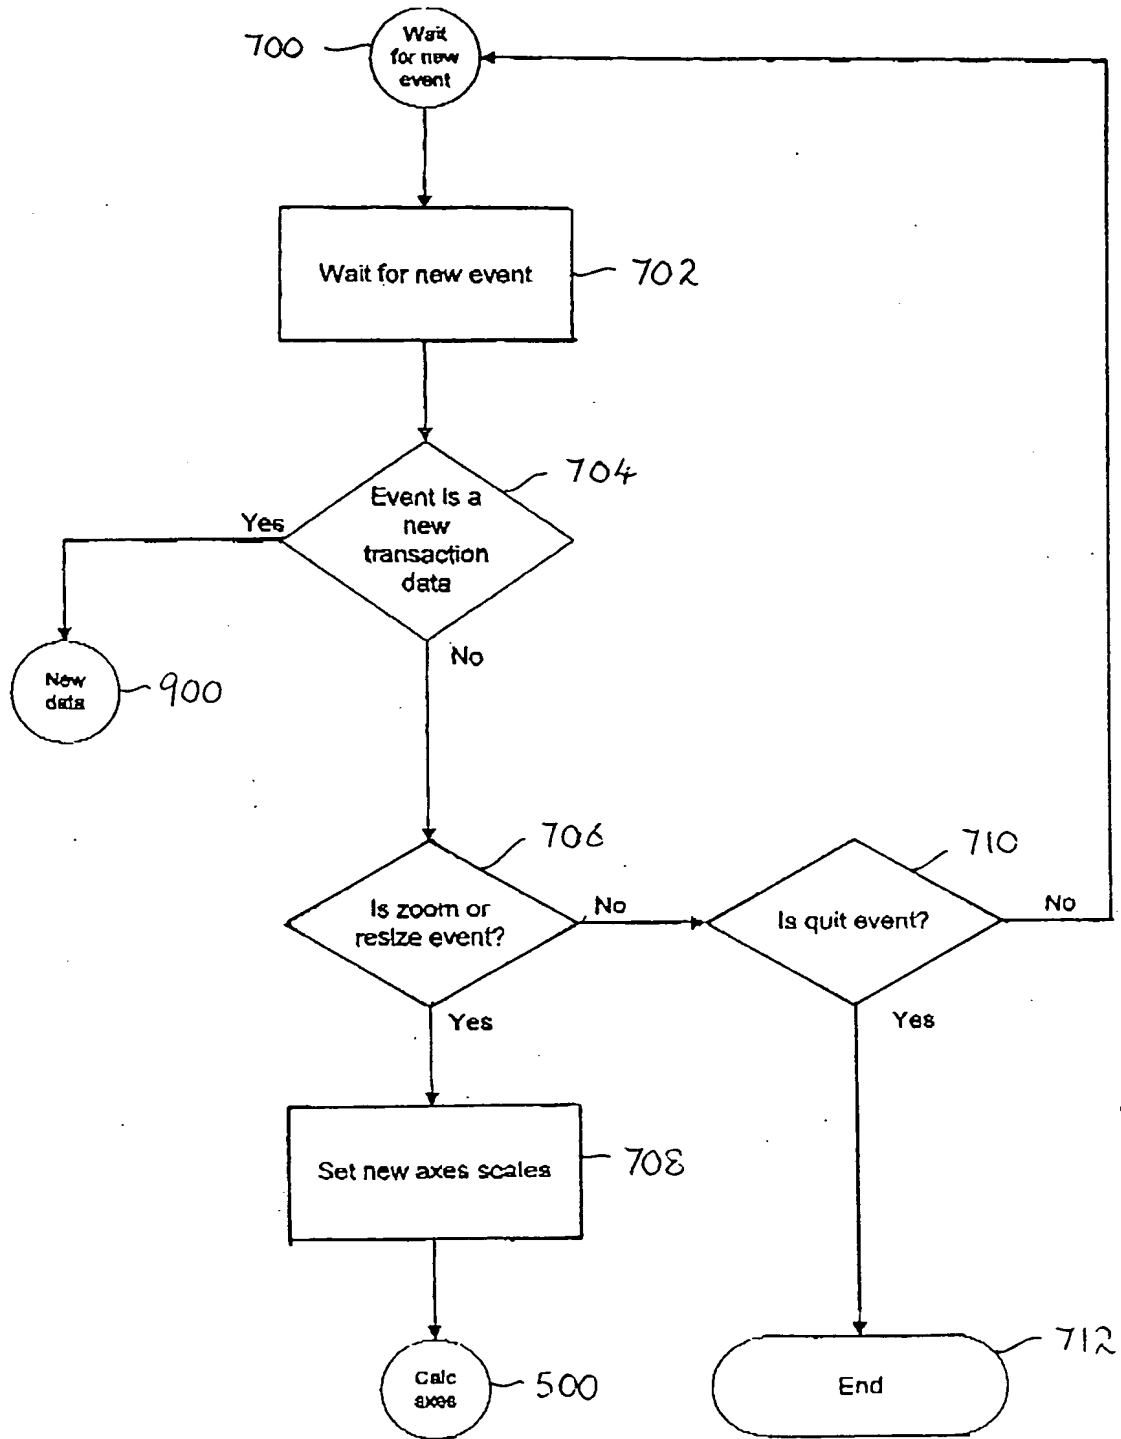 700
Wait
for new
event
Wait for new event
702
704
Event is a
new
transaction
data
Yes
No
New
data
900
706
710
Is zoom or
resize event?
No
Is quit event?
No
Yes
Yes
Set new axes scales
708
Calc
axes
500
End
712